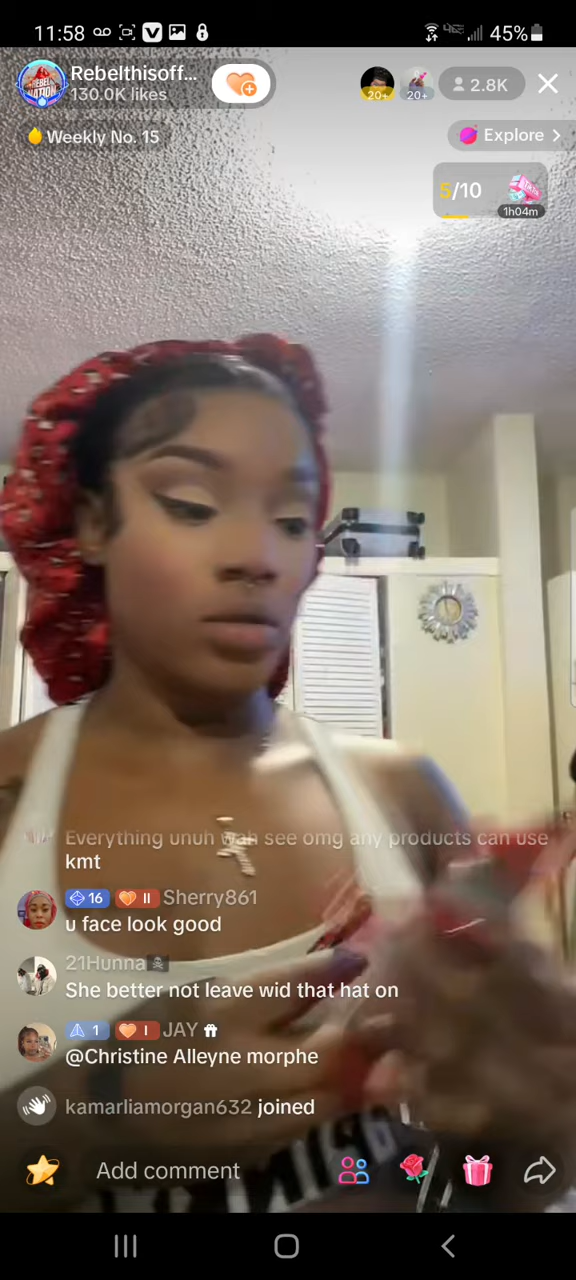 11:58
45%
Rebelthisoff...
130.0K likes
20+
20+
2.8K
Weekly No. 15
Explore >
5/10
1h04m
Everything unuh wah see omg any products can use
kmt
16 II Sherry861
u face look good
21Hunna
She better not leave wid that hat on
1 I JAY
@Christine Alleyne morphe
kamarliamorgan632 joined
Add comment